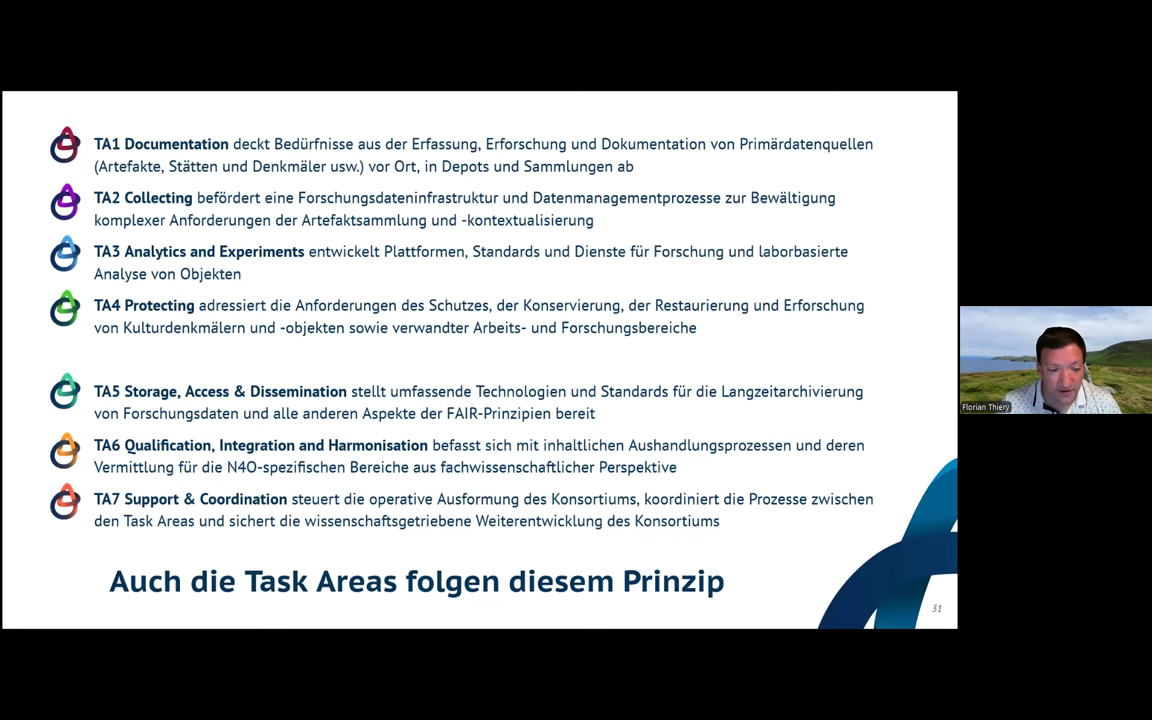 TA1 Documentation deckt Bedürfnisse aus der Erfassung, Erforschung und Dokumentation von Primärdatenquellen
(Artefakte, Stätten und Denkmäler usw.) vor Ort, in Depots und Sammlungen ab
TA2 Collecting befördert eine Forschungsdateninfrastruktur und Datenmanagementprozesse zur Bewältigung
komplexer Anforderungen der Artefaktsammlung und -kontextualisierung
TA3 Analytics and Experiments entwickelt Plattformen, Standards und Dienste für Forschung und laborbasierte
Analyse von Objekten
TA4 Protecting adressiert die Anforderungen des Schutzes, der Konservierung, der Restaurierung und Erforschung
von Kulturdenkmälern und -objekten sowie verwandter Arbeits- und Forschungsbereiche
TA5 Storage, Access & Dissemination stellt umfassende Technologien und Standards für die Langzeitarchivierung
von Forschungsdaten und alle anderen Aspekte der FAIR-Prinzipien bereit
TA6 Qualification, Integration and Harmonisation befasst sich mit inhaltlichen Aushandlungsprozessen und deren
Vermittlung für die N4O-spezifischen Bereiche aus fachwissenschaftlicher Perspektive
TA7 Support & Coordination steuert die operative Ausformung des Konsortiums, koordiniert die Prozesse zwischen
den Task Areas und sichert die wissenschaftsgetriebene Weiterentwicklung des Konsortiums
Auch die Task Areas folgen diesem Prinzip
31
Florian Thiery